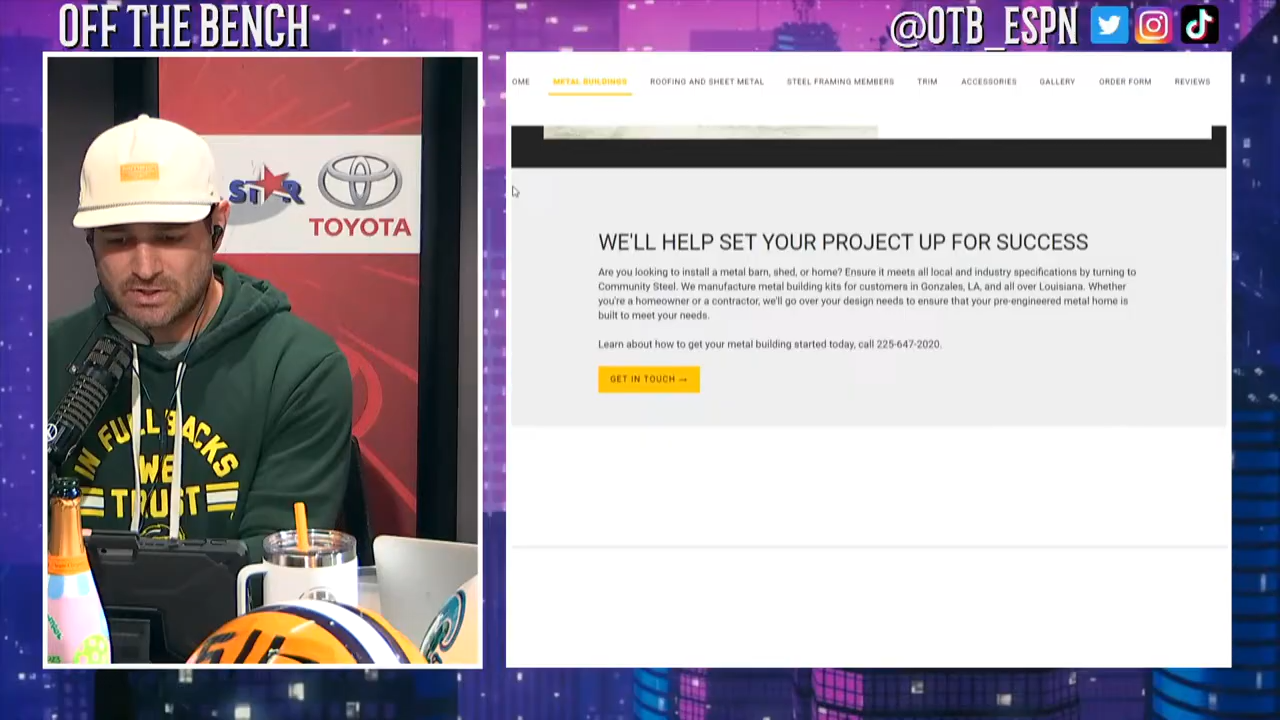 OFF THE BENCH
@OTB_ESPN
STAR
TOYOTA
IN FULLBACKS
WE
TRUST
54
OME METAL BUILDINGS ROOFING AND SHEET METAL STEEL FRAMING MEMBERS TRIM ACCESSORIES GALLERY ORDER FORM REVIEWS
WE'LL HELP SET YOUR PROJECT UP FOR SUCCESS
Are you looking to install a metal barn, shed, or home? Ensure it meets all local and industry specifications by turning to
Community Steel. We manufacture metal building kits for customers in Gonzales, LA, and all over Louisiana. Whether
you're a homeowner or a contractor, we'll go over your design needs to ensure that your pre-engineered metal home is
built to meet your needs.
Learn about how to get your metal building started today, call 225-647-2020.
GET IN TOUCH →